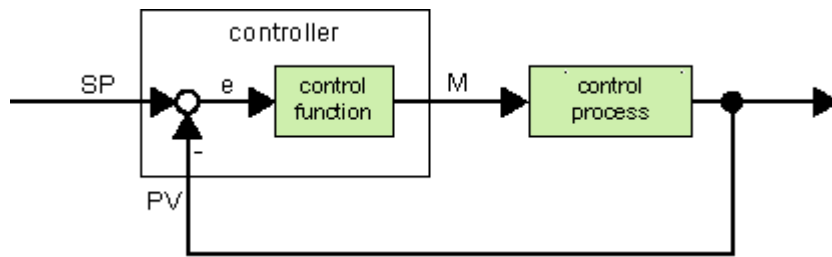 controller
SP
e
control
function
M
control
process
-
PV